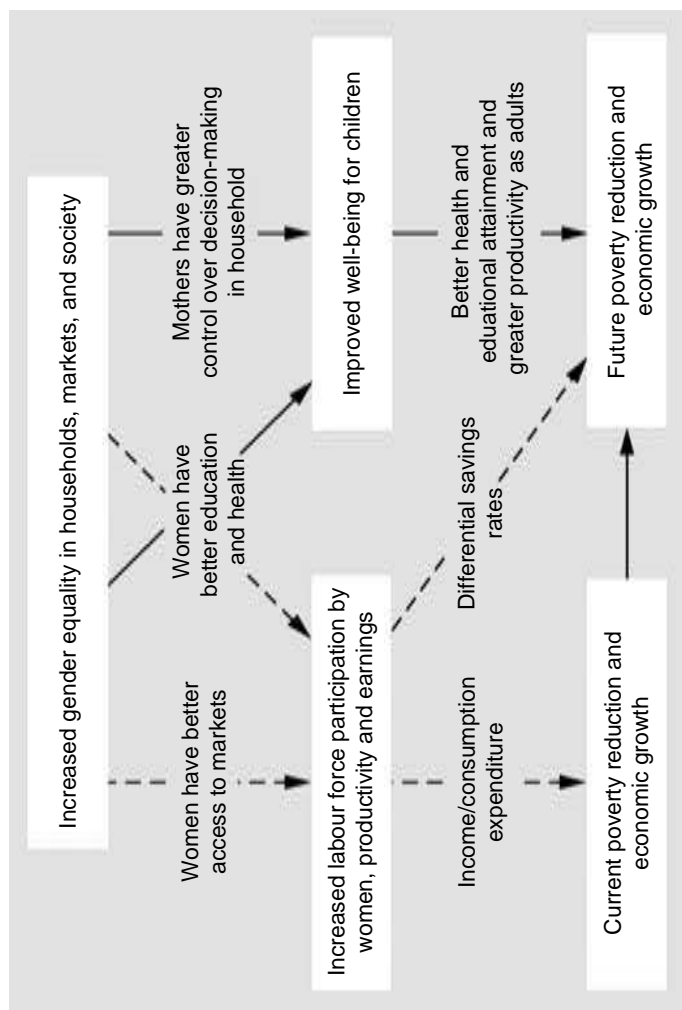 Increased gender equality in households, markets, and society
Women have better
access to markets
Women have
better education
and health
Mothers have greater
control over decision-making
in household
Increased labour force participation by
women, productivity and earnings
Improved well-being for children
Income/consumption
expenditure
Differential savings
rates
Better health and
eduational attainment and
greater productivity as adults
Current poverty reduction and
economic growth
Future poverty reduction and
economic growth